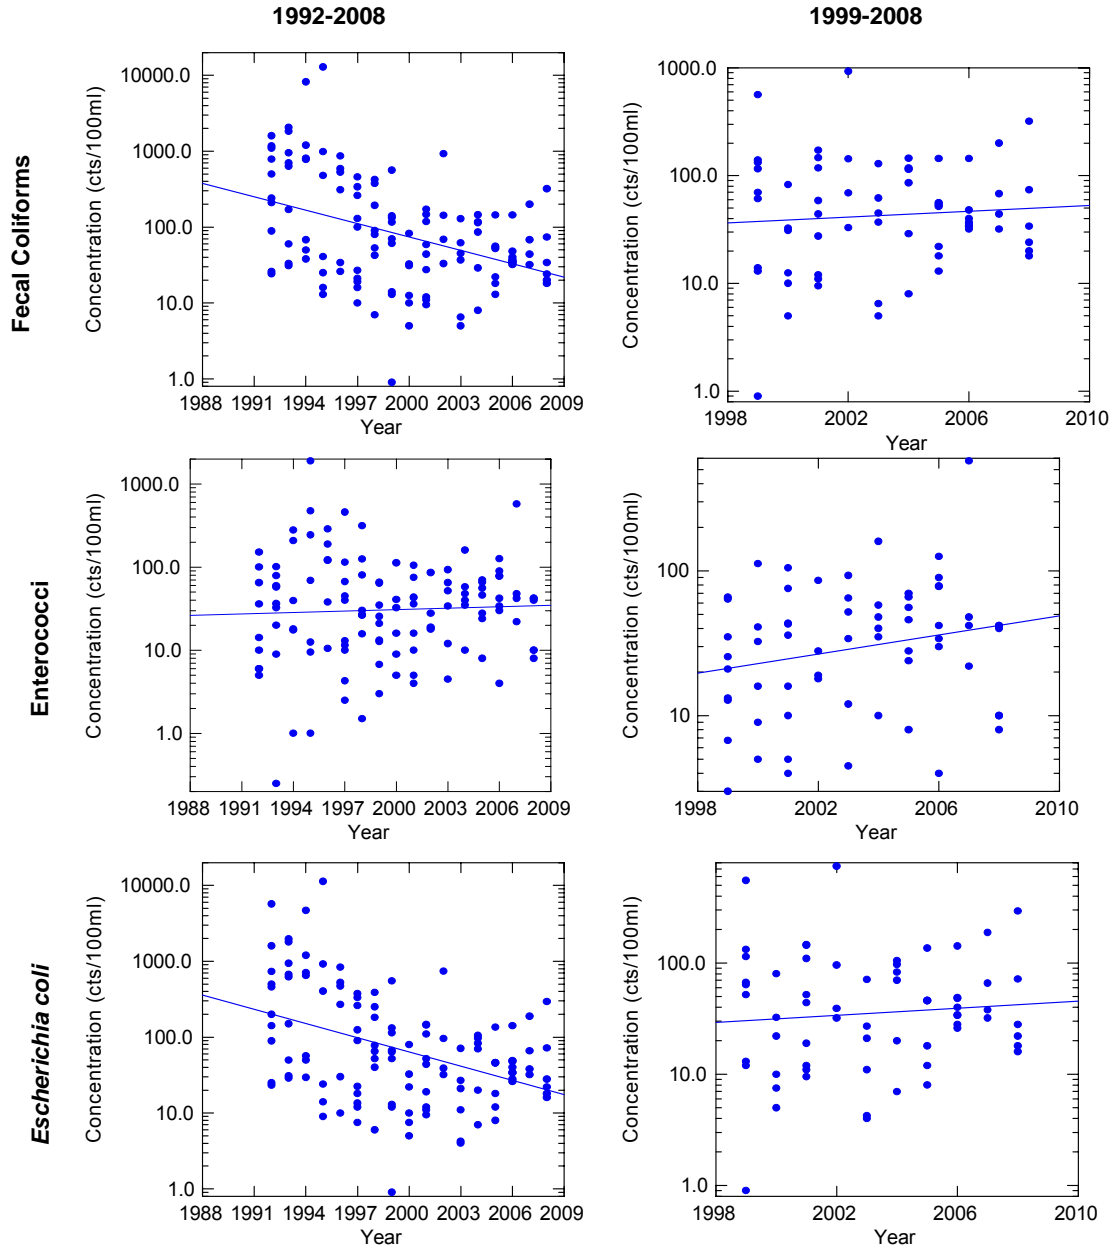 1992-2008
1999-2008
Fecal Coliforms
Concentration (cts/100ml)
10000.0
1000.0
100.0
10.0
1.0
1988 1991 1994 1997 2000 2003 2006 2009
Year
Concentration (cts/100ml)
1000.0
100.0
10.0
1.0
1998 2002 2006 2010
Year
Enterococci
Concentration (cts/100ml)
1000.0
100.0
10.0
1.0
1988 1991 1994 1997 2000 2003 2006 2009
Year
Concentration (cts/100ml)
100
10
1998 2002 2006 2010
Year
Escherichia coli
Concentration (cts/100ml)
10000.0
1000.0
100.0
10.0
1.0
1988 1991 1994 1997 2000 2003 2006 2009
Year
Concentration (cts/100ml)
100.0
10.0
1.0
1998 2002 2006 2010
Year